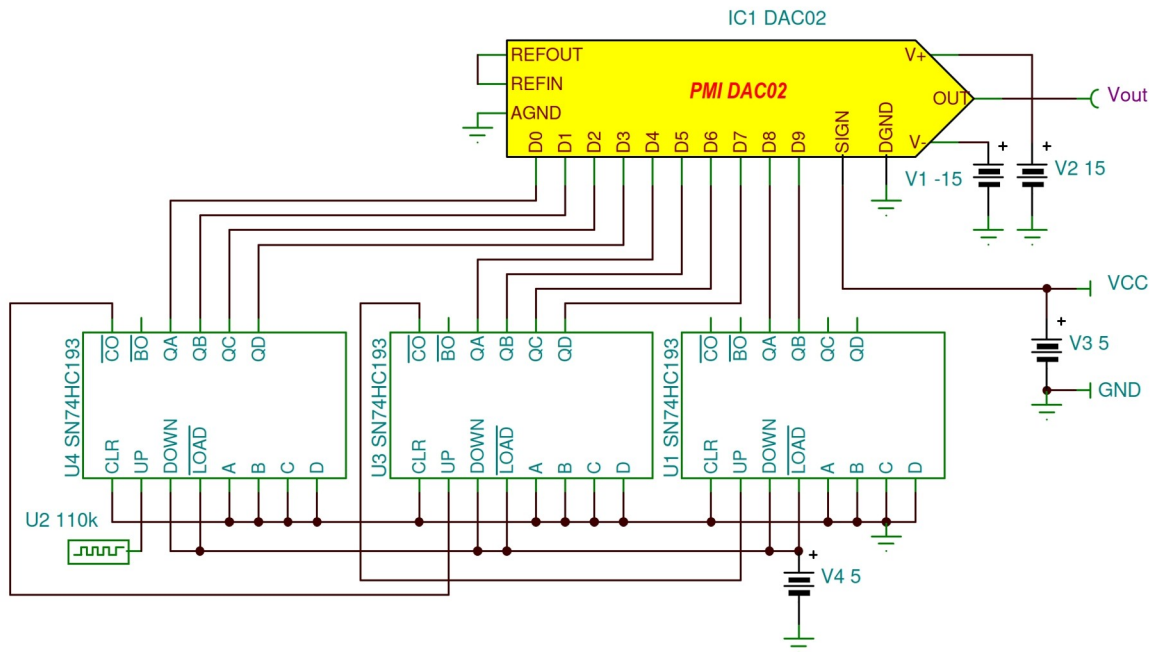 IC1 DAC02
REFOUT
REFIN
AGND
PMI DAC02
V+
OUT
V-
D0 D1 D2 D3 D4 D5 D6 D7 D8 D9 SIGN DGND
Vout
+ +
V1 -15
V2 15
VCC
+
V3 5
GND
U4 SN74HC193
CO BO QA QB QC QD
CLR UP DOWN LOAD A B C D
U3 SN74HC193
CO BO QA QB QC QD
CLR UP DOWN LOAD A B C D
U1 SN74HC193
CO BO QA QB QC QD
CLR UP DOWN LOAD A B C D
U2 110k
+
V4 5